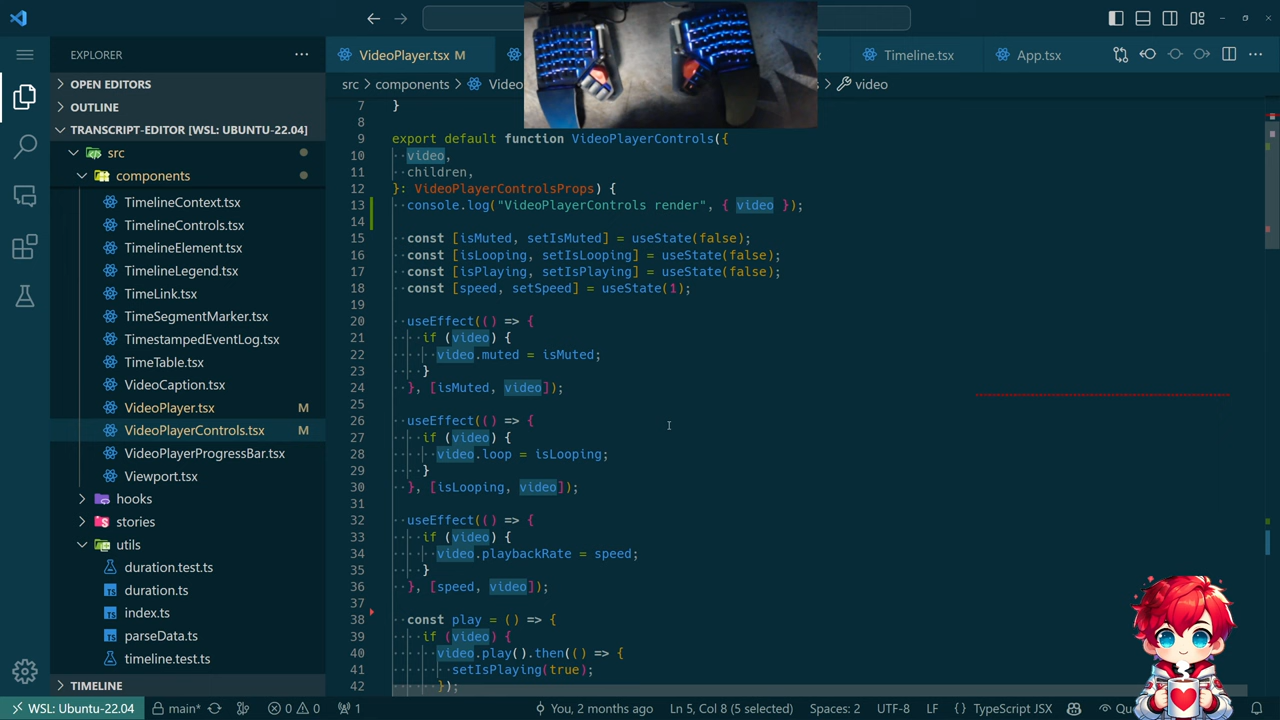 VideoPlayer.tsx M
Timeline.tsx
App.tsx
EXPLORER
OPEN EDITORS
OUTLINE
TRANSCRIPT-EDITOR [WSL: UBUNTU-22.04]
src
components
TimelineContext.tsx
TimelineControls.tsx
TimelineElement.tsx
TimelineLegend.tsx
TimeLink.tsx
TimeSegmentMarker.tsx
TimestampedEventLog.tsx
TimeTable.tsx
VideoCaption.tsx
VideoPlayer.tsx M
VideoPlayerControls.tsx M
VideoPlayerProgressBar.tsx
Viewport.tsx
hooks
stories
utils
duration.test.ts
duration.ts
index.ts
parseData.ts
timeline.test.ts
TIMELINE
src > components > video
7 }
8
9 export default function VideoPlayerControls({
10 video,
11 children,
12 }: VideoPlayerControlsProps) {
13 console.log("VideoPlayerControls render", { video });
14
15 const [isMuted, setIsMuted] = useState(false);
16 const [isLooping, setIsLooping] = useState(false);
17 const [isPlaying, setIsPlaying] = useState(false);
18 const [speed, setSpeed] = useState(1);
19
20 useEffect(() => {
21 if (video) {
22 video.muted = isMuted;
23 }
24 }, [isMuted, video]);
25
26 useEffect(() => {
27 if (video) {
28 video.loop = isLooping;
29 }
30 }, [isLooping, video]);
31
32 useEffect(() => {
33 if (video) {
34 video.playbackRate = speed;
35 }
36 }, [speed, video]);
37
38 const play = () => {
39 if (video) {
40 video.play().then(() => {
41 setIsPlaying(true);
42 });
WSL: Ubuntu-22.04 main* 0 0 1 You, 2 months ago Ln 5, Col 8 (5 selected) Spaces: 2 UTF-8 LF {} TypeScript JSX